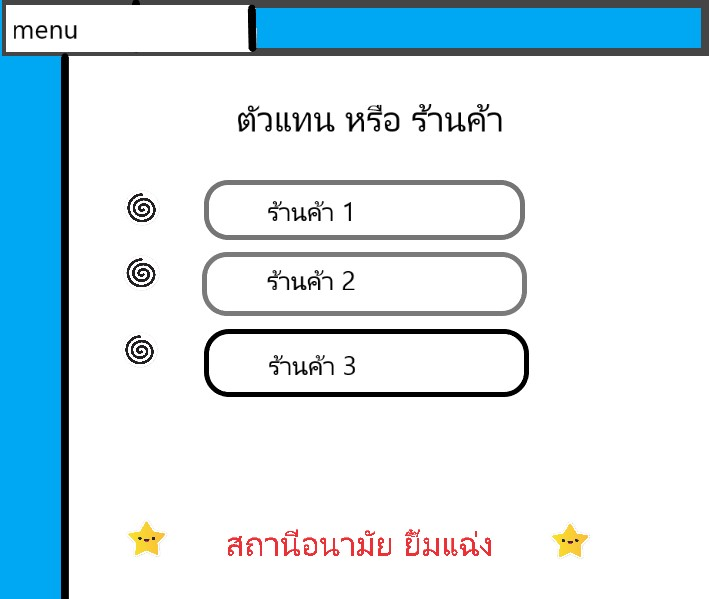 menu
ตัวแทน หรือ ร้านค้า
ร้านค้า 1
ร้านค้า 2
ร้านค้า 3
สถานีอนามัย ยิ้มแฉ่ง